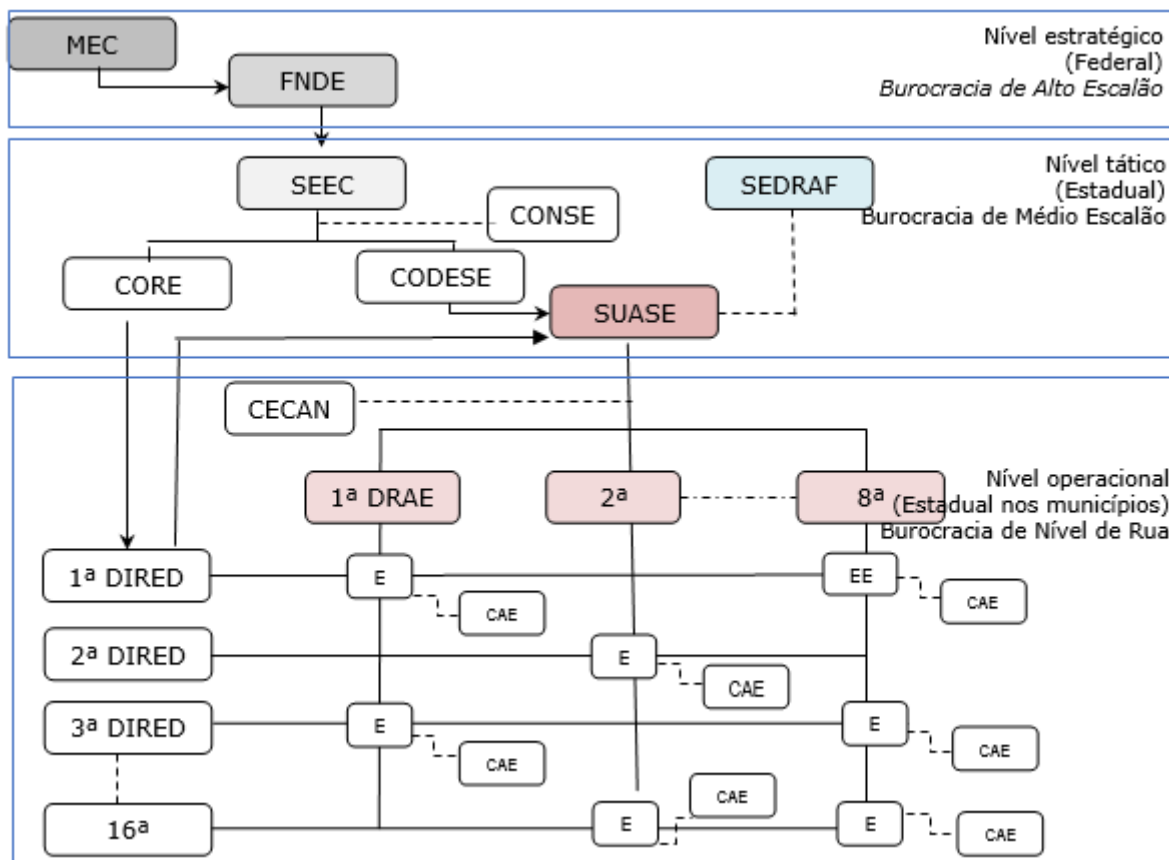 MEC
Nível estratégico
(Federal)
Burocracia de Alto Escalão
FNDE
SEEC
SEDRAF
Nível tático
(Estadual)
Burocracia de Médio Escalão
CONSE
CORE
CODESE
SUASE
CECAN
1ª DRAE
2ª
8ª
Nível operacional
(Estadual nos municípios)
Burocracia de Nível de Rua
1ª DIRED
E
EE
CAE
CAE
2ª DIRED
E
CAE
3ª DIRED
E
E
CAE
CAE
16ª
E
CAE
E
CAE